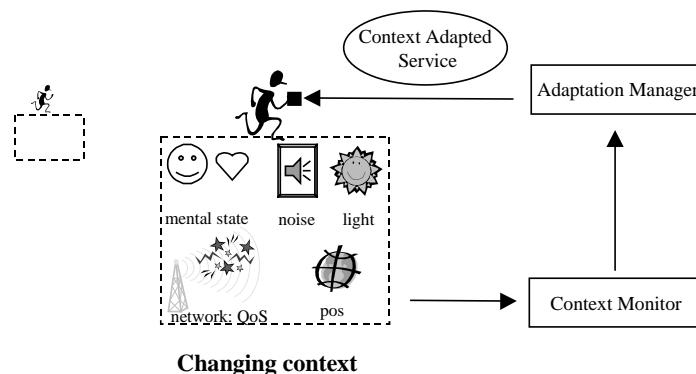 Context Adapted
Service
Adaptation Manager
mental state
noise
light
network: QoS
pos
Context Monitor
Changing context